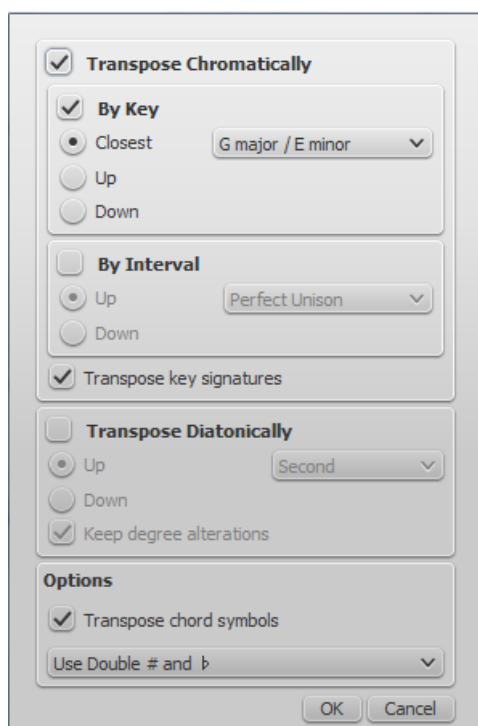 Transpose Chromatically
By Key
Closest G major / E minor
Up
Down
By Interval
Up Perfect Unison
Down
Transpose key signatures
Transpose Diatonically
Up Second
Down
Keep degree alterations
Options
Transpose chord symbols
Use Double # and ♭
OK Cancel